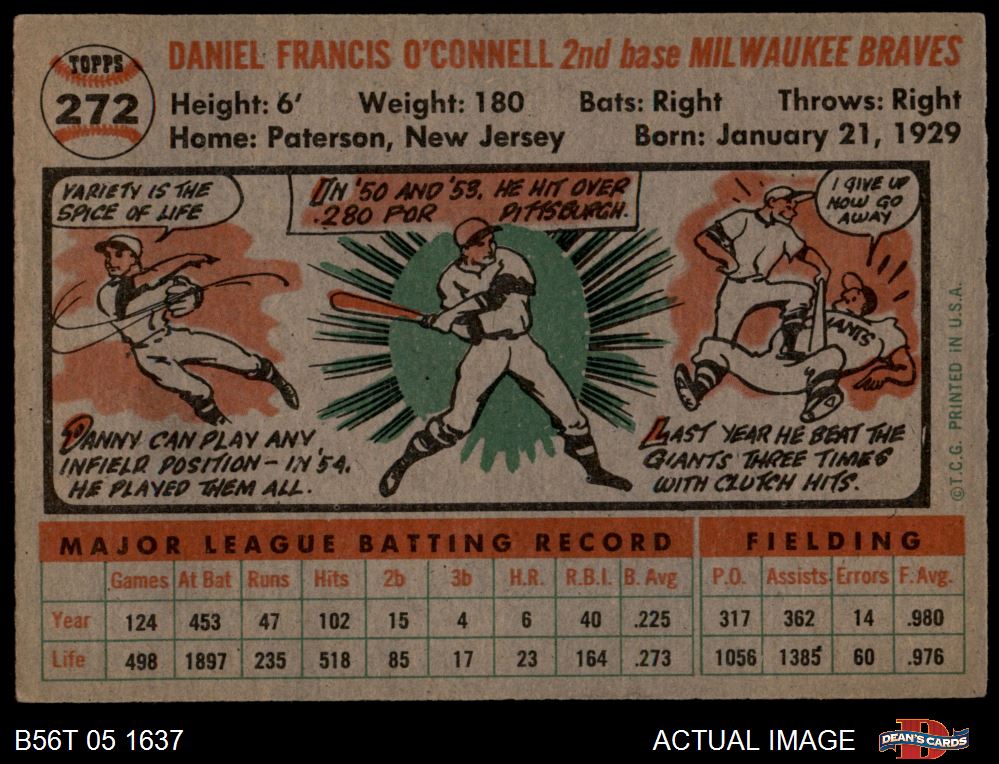 TOPPS
272
DANIEL FRANCIS O'CONNELL 2nd base MILWAUKEE BRAVES
Height: 6' Weight: 180 Bats: Right Throws: Right
Home: Paterson, New Jersey Born: January 21, 1929
VARIETY IS THE
SPICE OF LIFE
IN '50 AND '53, HE HIT OVER
.280 FOR PITTSBURGH.
I GIVE UP
NOW GO
AWAY
IANTS
DANNY CAN PLAY ANY
INFIELD POSITION – IN '54,
HE PLAYED THEM ALL.
LAST YEAR HE BEAT THE
GIANTS THREE TIMES
WITH CLUTCH HITS.
©T.C.G. PRINTED IN U.S.A.
MAJOR LEAGUE BATTING RECORD FIELDING
Games At Bat Runs Hits 2b 3b H.R. R.B.I. B. Avg P.O. Assists Errors F. Avg.
Year 124 453 47 102 15 4 6 40 .225 317 362 14 .980
Life 498 1897 235 518 85 17 23 164 .273 1056 1385 60 .976
B56T 05 1637
ACTUAL IMAGE
D
DEAN'S CARDS